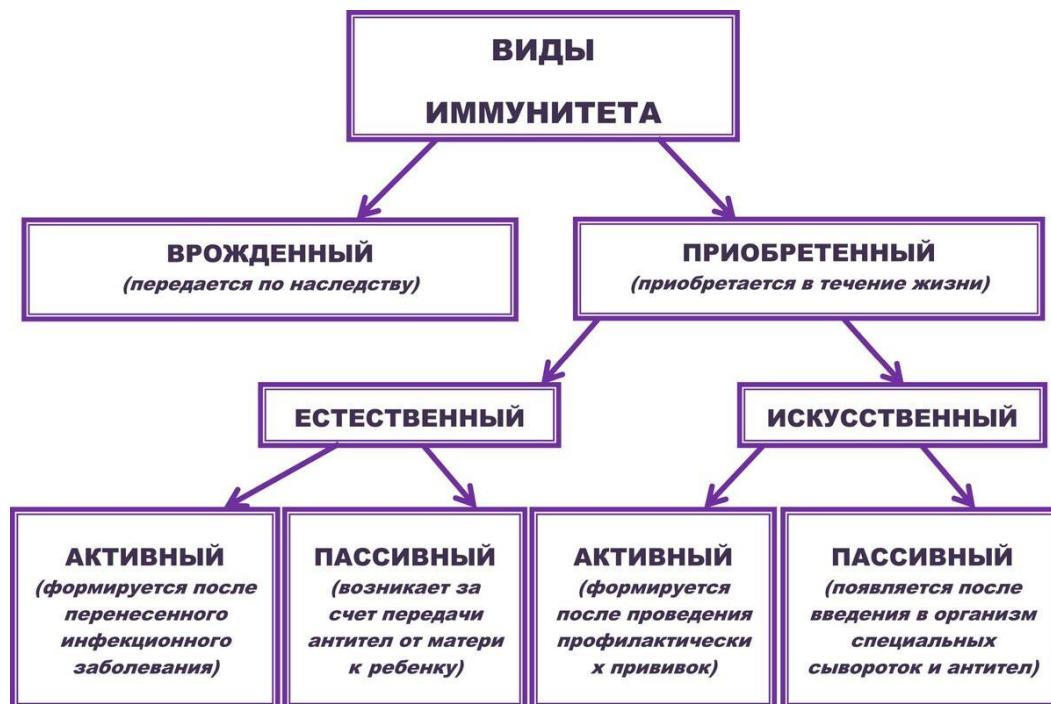 ВИДЫ
ИММУНИТЕТА
ВРОЖДЕННЫЙ
(передается по наследству)
ПРИОБРЕТЕННЫЙ
(приобретается в течение жизни)
ЕСТЕСТВЕННЫЙ
ИСКУССТВЕННЫЙ
АКТИВНЫЙ
(формируется после
перенесенного
инфекционного
заболевания)
ПАССИВНЫЙ
(возникает за
счет передачи
антител от матери
к ребенку)
АКТИВНЫЙ
(формируется
после проведения
профилактически
х прививок)
ПАССИВНЫЙ
(появляется после
введения в организм
специальных
сывороток и антител)